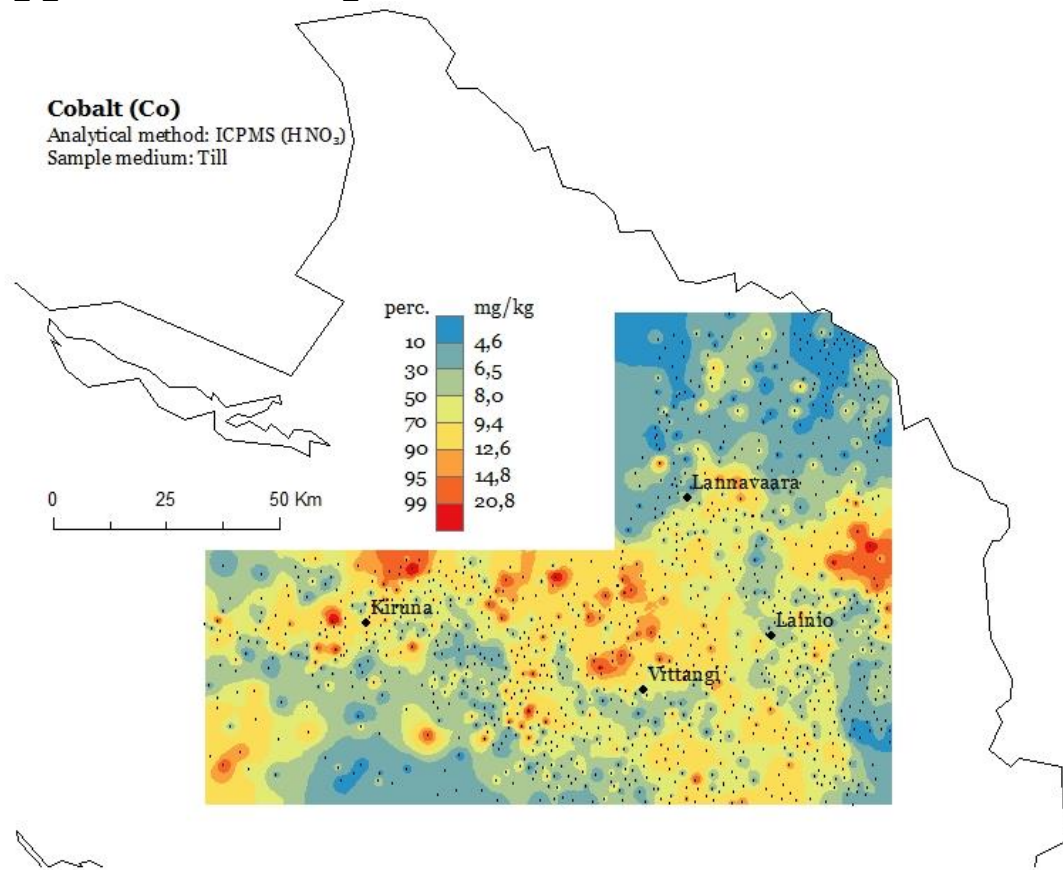 Cobalt (Co)
Analytical method: ICPMS (HNO₃)
Sample medium: Till
perc. mg/kg
10 4,6
30 6,5
50 8,0
70 9,4
90 12,6
95 14,8
99 20,8
0 25 50 Km
Lannavaara
Kiruna
Lainio
Vittangi